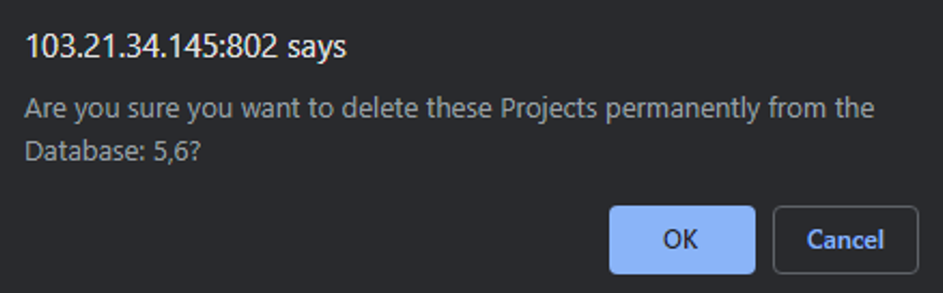 103.21.34.145:802 says
Are you sure you want to delete these Projects permanently from the
Database: 5,6?
OK
Cancel